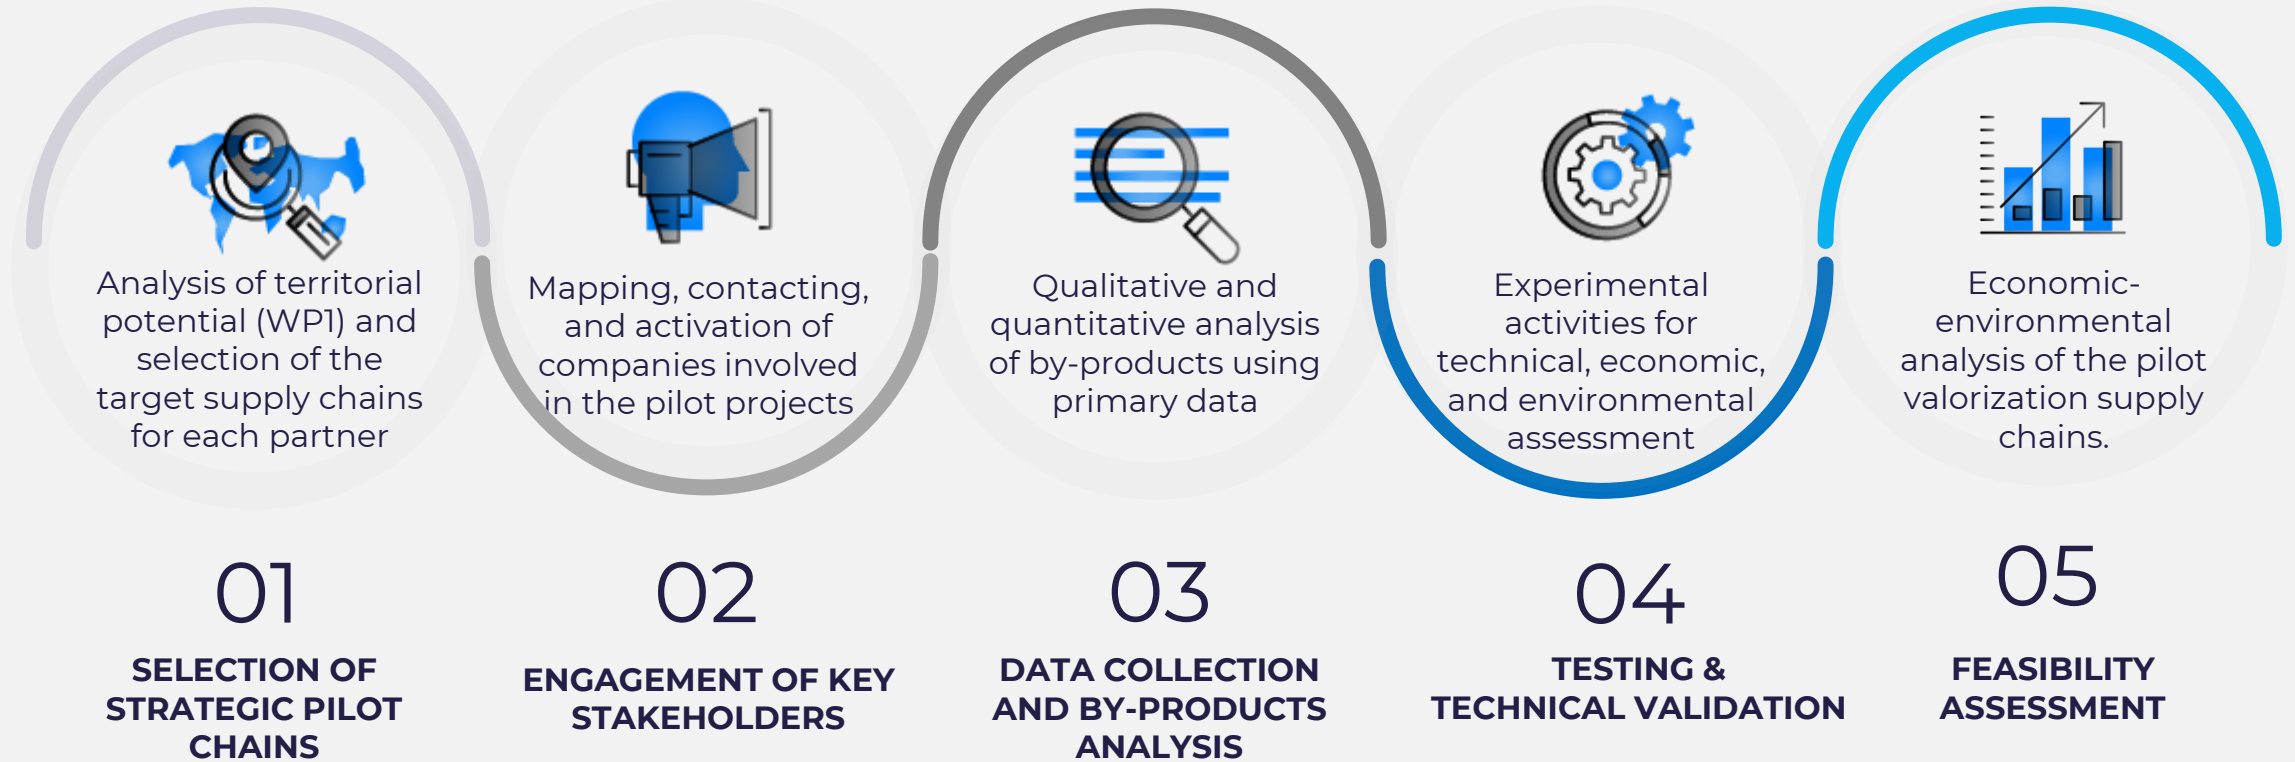 Analysis of territorial
potential (WP1) and
selection of the
target supply chains
for each partner
Mapping, contacting,
and activation of
companies involved
in the pilot projects
Qualitative and
quantitative analysis
of by-products using
primary data
Experimental
activities for
technical, economic,
and environmental
assessment
Economic-
environmental
analysis of the pilot
valorization supply
chains.
01
SELECTION OF
STRATEGIC PILOT
CHAINS
02
ENGAGEMENT OF KEY
STAKEHOLDERS
03
DATA COLLECTION
AND BY-PRODUCTS
ANALYSIS
04
TESTING &
TECHNICAL VALIDATION
05
FEASIBILITY
ASSESSMENT